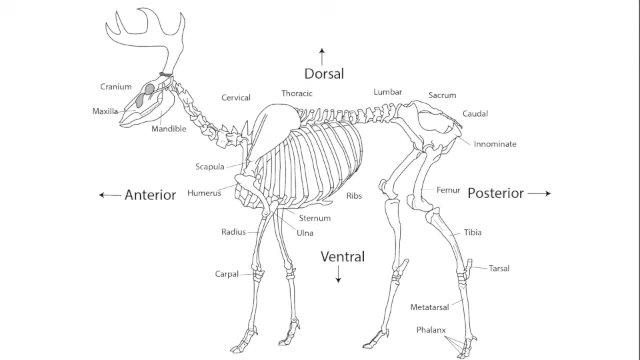 Dorsal
Cranium
Cervical
Thoracic
Lumbar
Sacrum
Maxilla
Caudal
Mandible
Innominate
Scapula
Anterior
Humerus
Ribs
Femur
Posterior
Sternum
Radius
Ulna
Tibia
Ventral
Carpal
Tarsal
Metatarsal
Phalanx